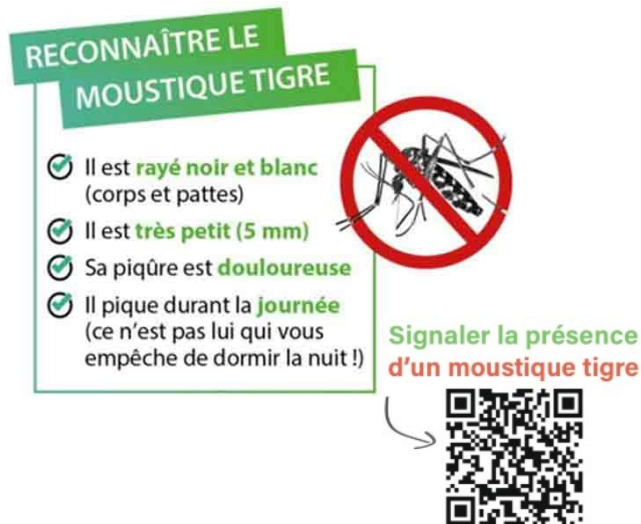 RECONNAÎTRE LE
MOUSTIQUE TIGRE
Il est rayé noir et blanc
(corps et pattes)
Il est très petit (5 mm)
Sa piqûre est douloureuse
Il pique durant la journée
(ce n'est pas lui qui vous
empêche de dormir la nuit !)
Signaler la présence
d'un moustique tigre